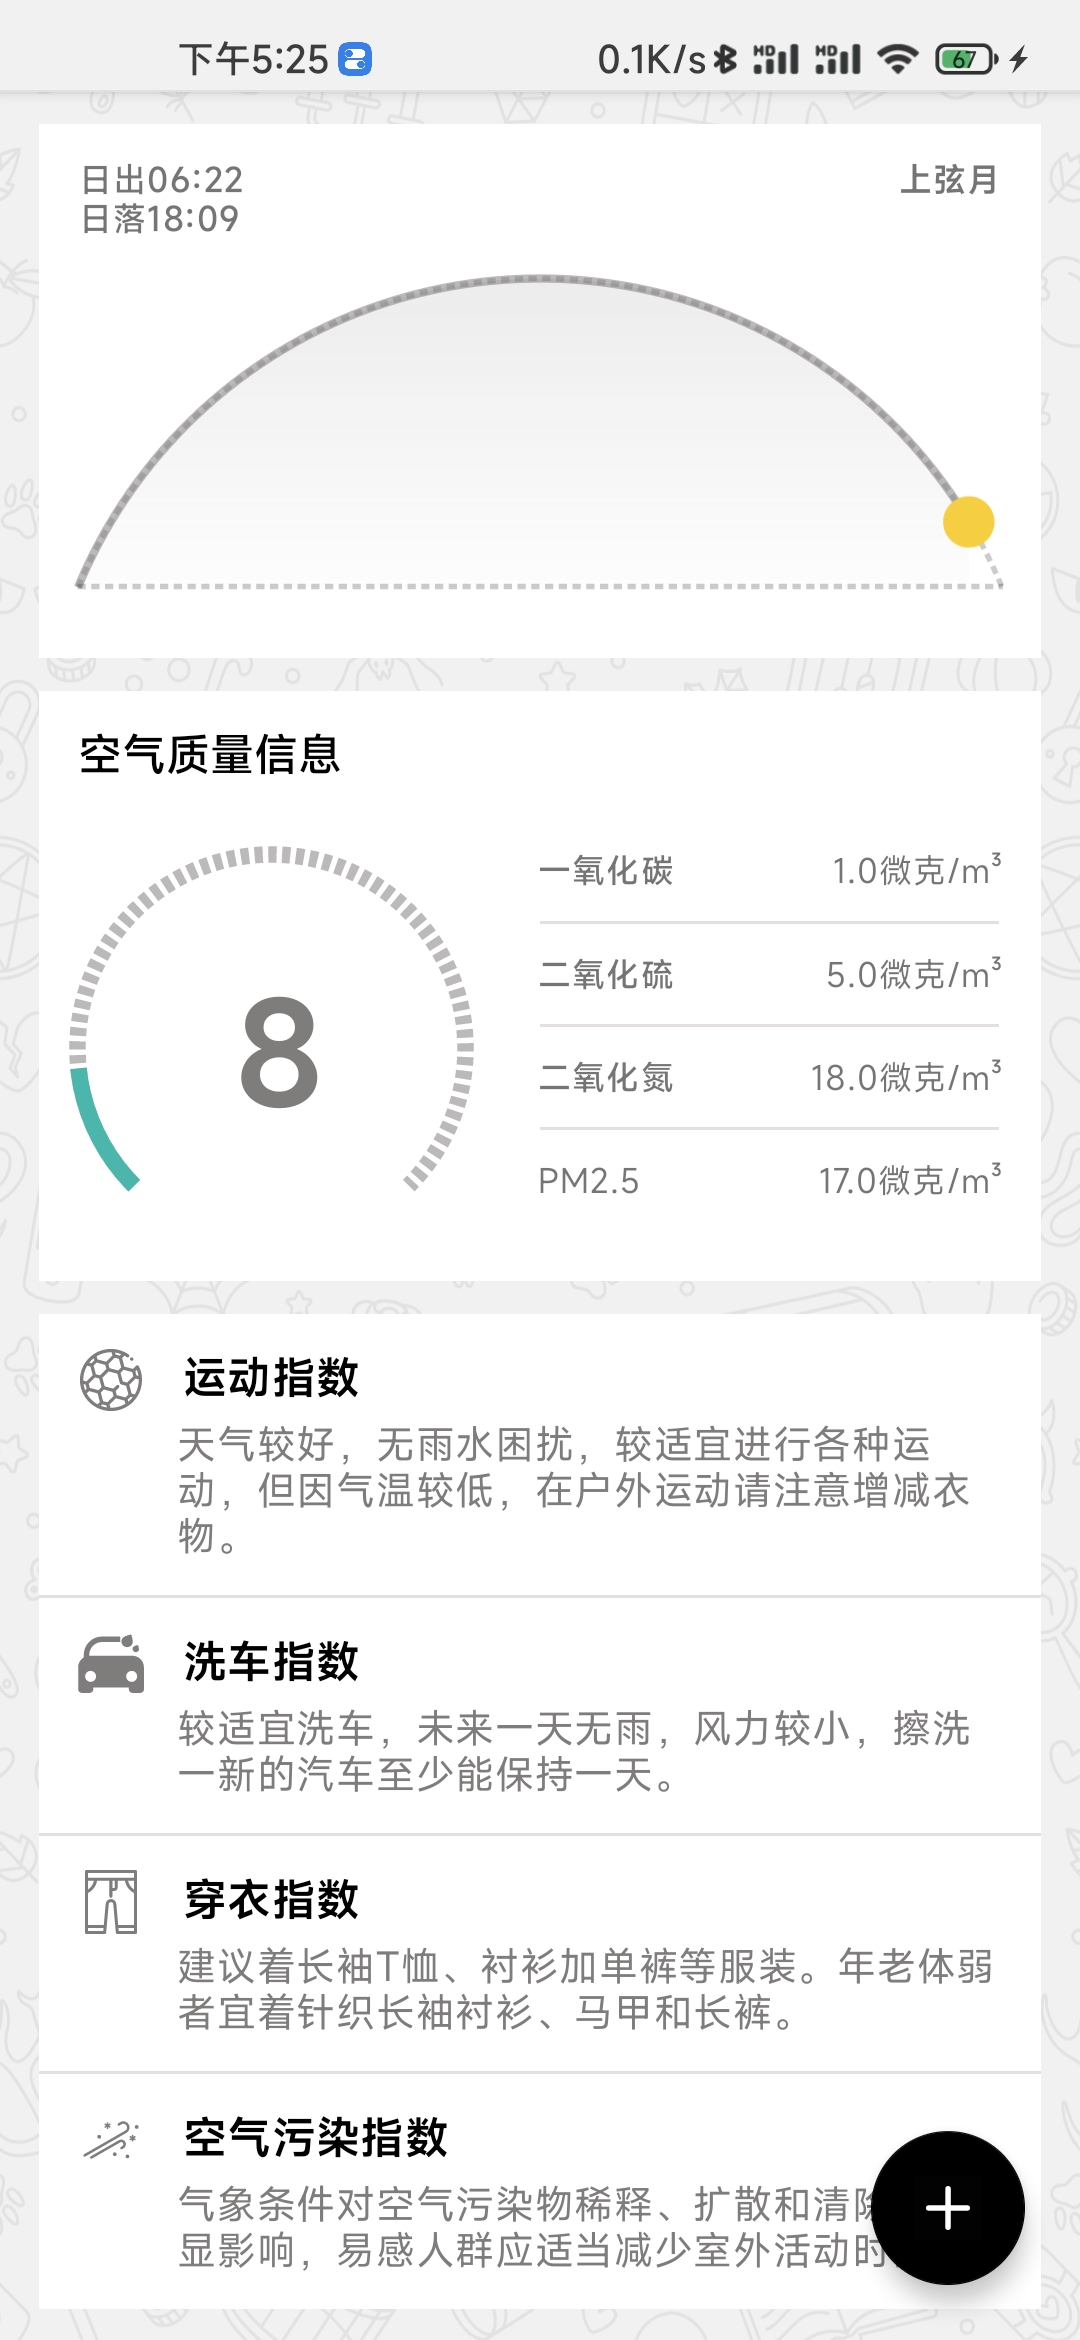 下午5:25
0.1K/s
HD
HD
67
日出06:22
上弦月
日落18:09
空气质量信息
8
一氧化碳 1.0微克/m³
二氧化硫 5.0微克/m³
二氧化氮 18.0微克/m³
PM2.5 17.0微克/m³
运动指数
天气较好，无雨水困扰，较适宜进行各种运
动，但因气温较低，在户外运动请注意增减衣
物。
洗车指数
较适宜洗车，未来一天无雨，风力较小，擦洗
一新的汽车至少能保持一天。
穿衣指数
建议着长袖T恤、衬衫加单裤等服装。年老体弱
者宜着针织长袖衬衫、马甲和长裤。
空气污染指数
气象条件对空气污染物稀释、扩散和清
显影响，易感人群应适当减少室外活动时